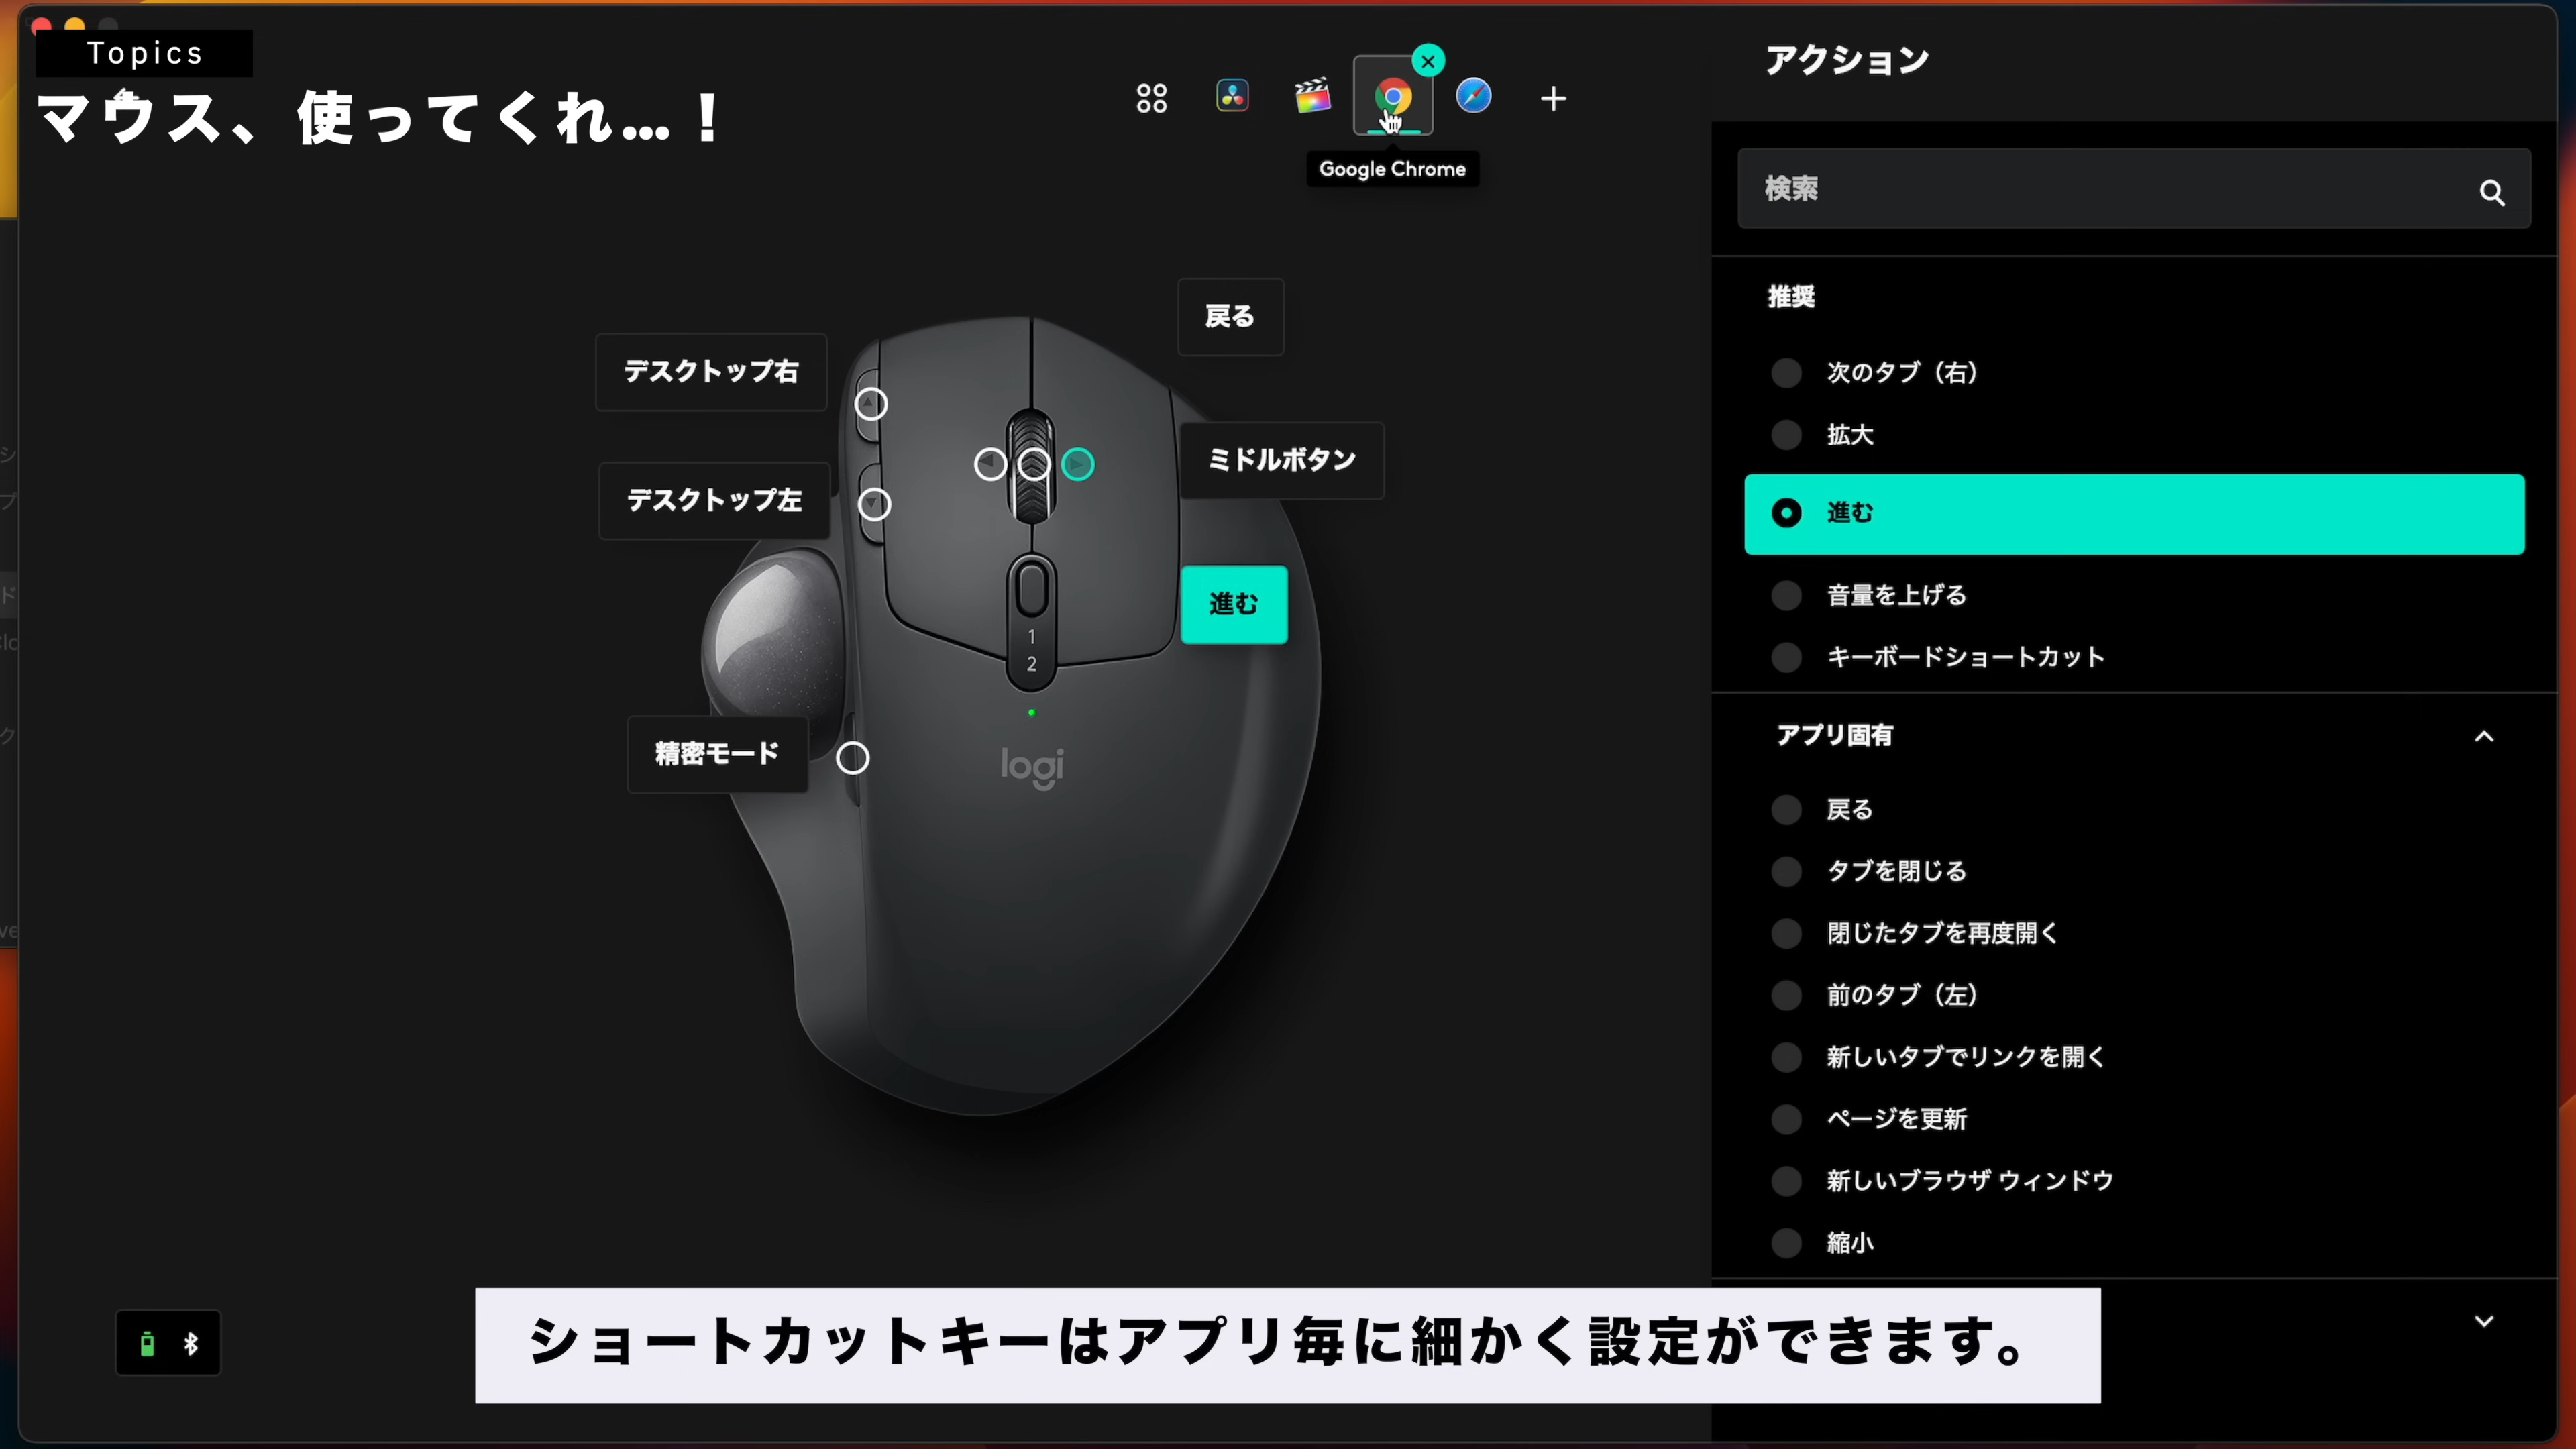 Topics
マウス、使ってくれ…！
Google Chrome
デスクトップ右
デスクトップ左
精密モード
戻る
ミドルボタン
進む
1
2
logi
アクション
検索
推奨
次のタブ（右）
拡大
進む
音量を上げる
キーボードショートカット
アプリ固有
戻る
タブを閉じる
閉じたタブを再度開く
前のタブ（左）
新しいタブでリンクを開く
ページを更新
新しいブラウザ ウィンドウ
縮小
ショートカットキーはアプリ毎に細かく設定ができます。